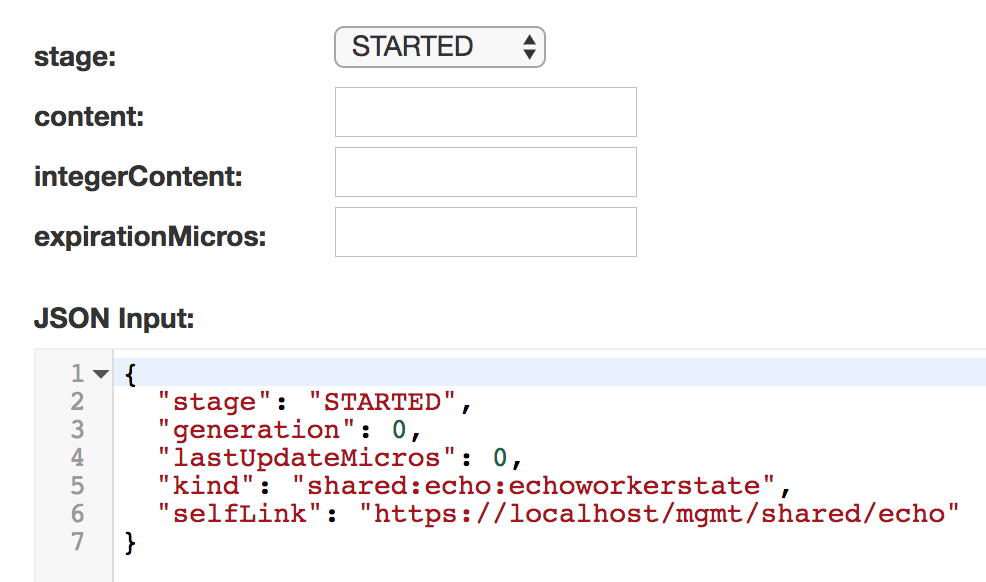 stage: STARTED
content:
integerContent:
expirationMicros:
JSON Input:
1 {
2 "stage": "STARTED",
3 "generation": 0,
4 "lastUpdateMicros": 0,
5 "kind": "shared:echo:echoworkerstate",
6 "selfLink": "https://localhost/mgmt/shared/echo"
7 }